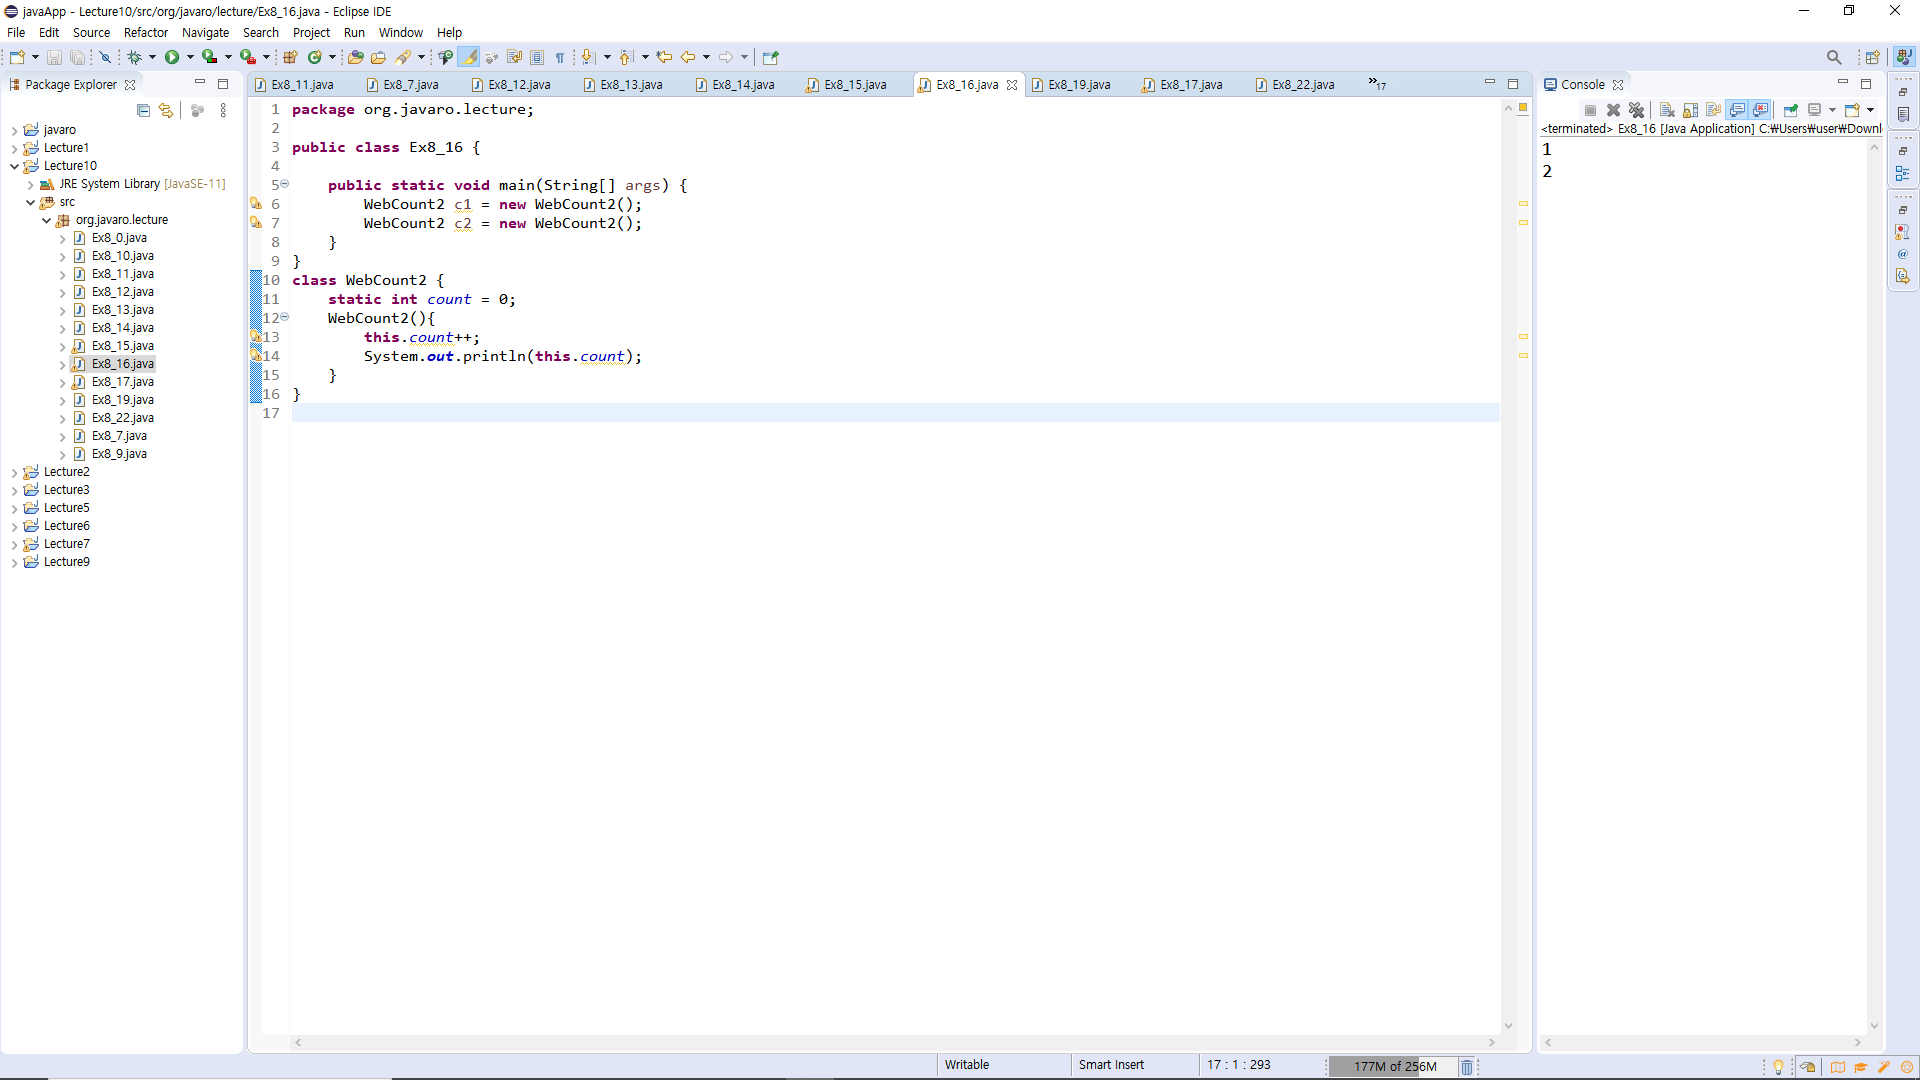 javaApp - Lecture10/src/org/javaro/lecture/Ex8_16.java - Eclipse IDE
File Edit Source Refactor Navigate Search Project Run Window Help
Package Explorer
javaro
Lecture1
Lecture10
JRE System Library [JavaSE-11]
src
org.javaro.lecture
Ex8_0.java
Ex8_10.java
Ex8_11.java
Ex8_12.java
Ex8_13.java
Ex8_14.java
Ex8_15.java
Ex8_16.java
Ex8_17.java
Ex8_19.java
Ex8_22.java
Ex8_7.java
Ex8_9.java
Lecture2
Lecture3
Lecture5
Lecture6
Lecture7
Lecture9
Ex8_11.java Ex8_7.java Ex8_12.java Ex8_13.java Ex8_14.java Ex8_15.java Ex8_16.java Ex8_19.java Ex8_17.java Ex8_22.java »17
1 package org.javaro.lecture;
2
3 public class Ex8_16 {
4
5 public static void main(String[] args) {
6 WebCount2 c1 = new WebCount2();
7 WebCount2 c2 = new WebCount2();
8 }
9 }
10 class WebCount2 {
11 static int count = 0;
12 WebCount2(){
13 this.count++;
14 System.out.println(this.count);
15 }
16 }
17
Console
<terminated> Ex8_16 [Java Application] C:₩Users₩user₩Downl
1
2
Writable Smart Insert 17 : 1 : 293 177M of 256M